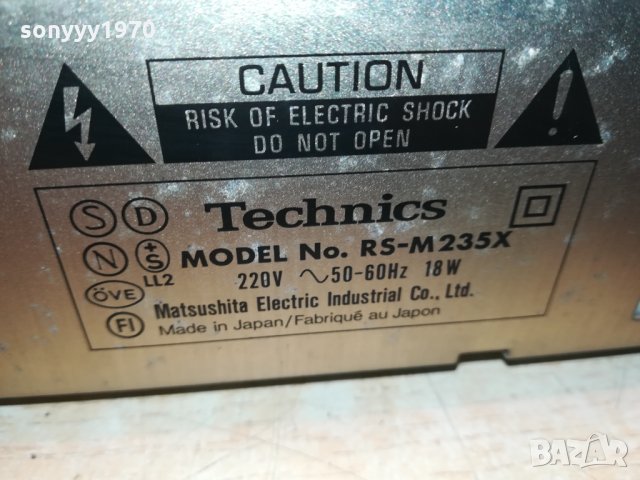 sonyyy1970
CAUTION
RISK OF ELECTRIC SHOCK
DO NOT OPEN
S D Technics
N +S MODEL No. RS-M235X
LL2 220V ~50-60Hz 18W
ÖVE Matsushita Electric Industrial Co., Ltd.
FI Made in Japan/Fabriqué au Japon
BAZAR